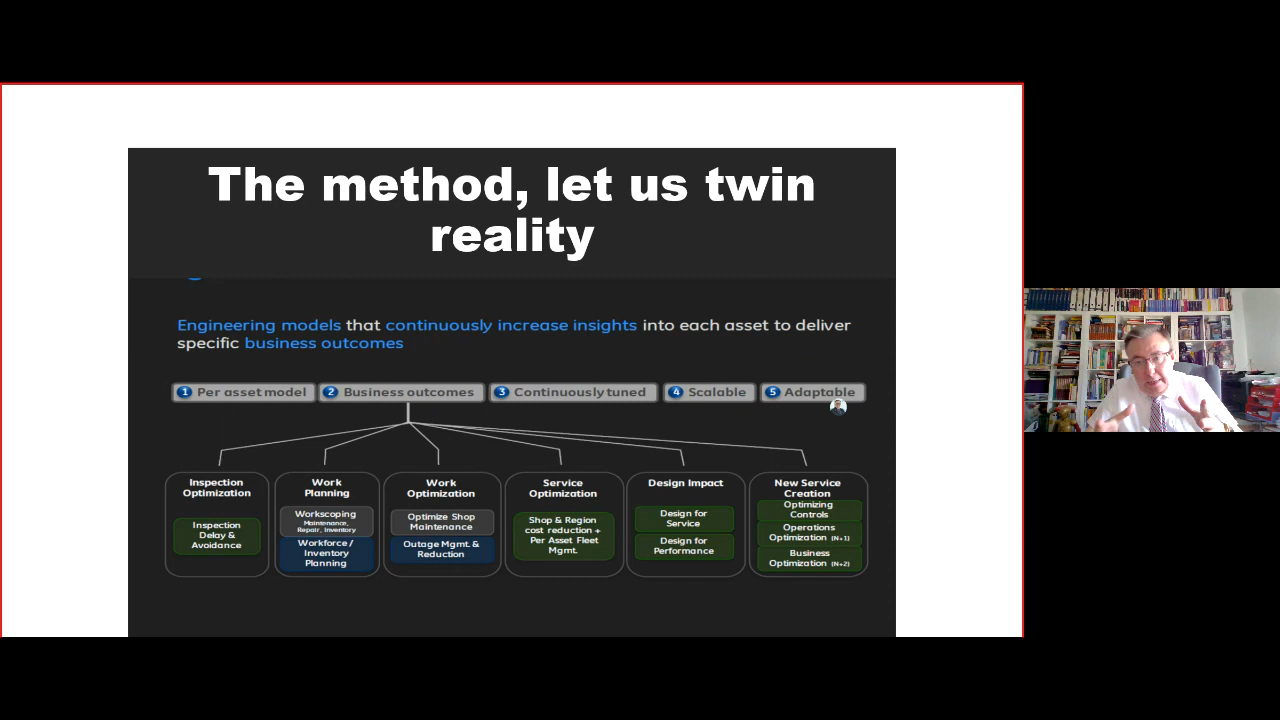 The method, let us twin
reality
Engineering models that continuously increase insights into each asset to deliver
specific business outcomes
1 Per asset model
2 Business outcomes
3 Continuously tuned
4 Scalable
5 Adaptable
Inspection
Optimization
Inspection
Delay &
Avoidance
Work
Planning
Workscoping
Maintenance,
Repair, Inventory
Workforce /
Inventory
Planning
Work
Optimization
Optimize Shop
Maintenance
Outage Mgmt. &
Reduction
Service
Optimization
Shop & Region
cost reduction +
Per Asset Fleet
Mgmt.
Design Impact
Design for
Service
Design for
Performance
New Service
Creation
Optimizing
Controls
Operations
Optimization (N+1)
Business
Optimization (N+2)